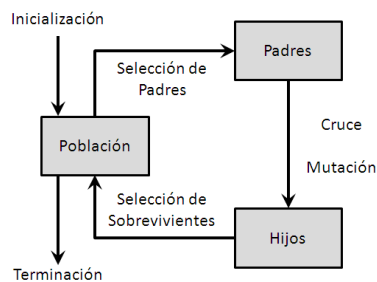 Inicialización
Padres
Selección de
Padres
Cruce
Población
Mutación
Selección de
Sobrevivientes
Hijos
Terminación